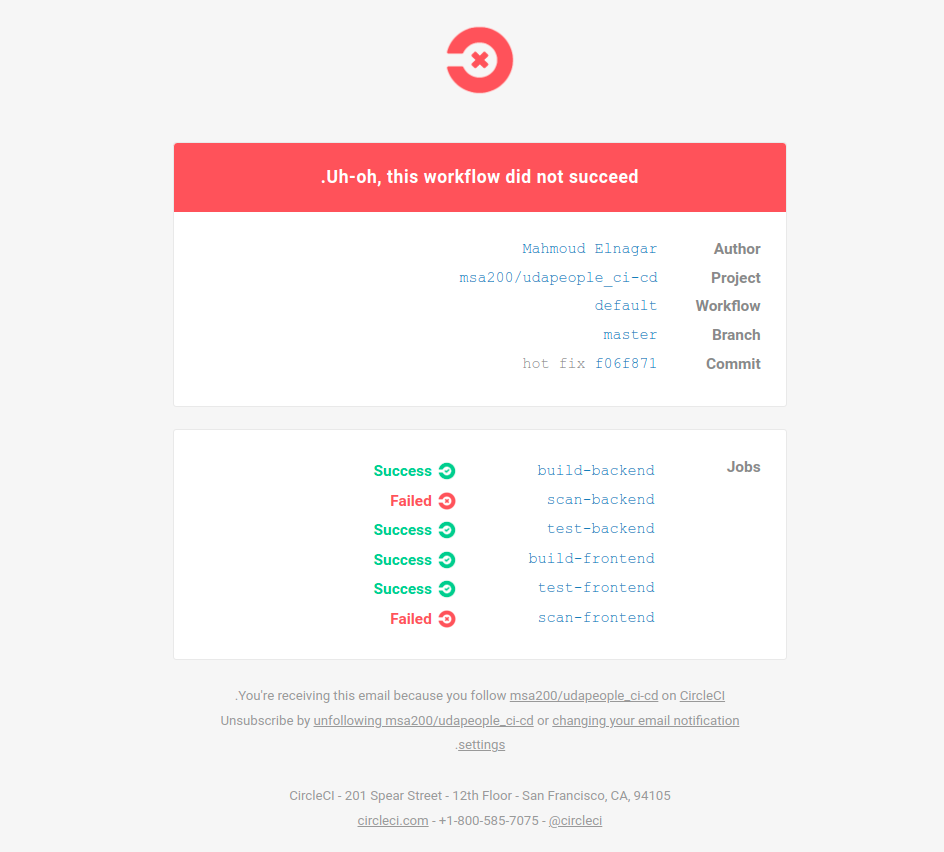 .Uh-oh, this workflow did not succeed
Author Mahmoud Elnagar
Project msa200/udapeople_ci-cd
Workflow default
Branch master
Commit hot fix f06f871
Jobs build-backend Success
scan-backend Failed
test-backend Success
build-frontend Success
test-frontend Success
scan-frontend Failed
.You're receiving this email because you follow msa200/udapeople_ci-cd on CircleCI
Unsubscribe by unfollowing msa200/udapeople_ci-cd or changing your email notification
.settings
CircleCI - 201 Spear Street - 12th Floor - San Francisco, CA, 94105
circleci.com - +1-800-585-7075 - @circleci